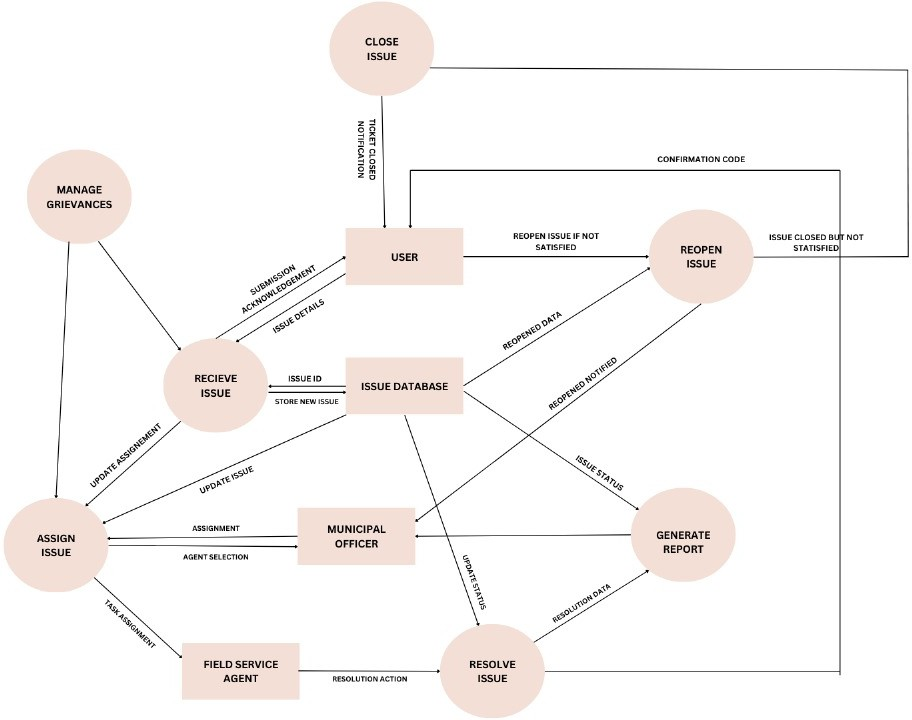 CLOSE
ISSUE
TICKET CLOSED
NOTIFICATION
CONFIRMATION CODE
MANAGE
GRIEVANCES
USER
REOPEN ISSUE IF NOT
SATISFIED
REOPEN
ISSUE
ISSUE CLOSED BUT NOT
STATISFIED
SUBMISSION
ACKNOWLEDGEMENT
ISSUE DETAILS
REOPENED DATA
RECIEVE
ISSUE
ISSUE ID
STORE NEW ISSUE
ISSUE DATABASE
REOPENED NOTIFIED
UPDATE ASSIGNEMENT
UPDATE ISSUE
ISSUE STATUS
ASSIGN
ISSUE
ASSIGNMENT
AGENT SELECTION
MUNICIPAL
OFFICER
GENERATE
REPORT
UPDATE STATUS
TASK ASSIGNMENT
RESOLUTION DATA
FIELD SERVICE
AGENT
RESOLUTION ACTION
RESOLVE
ISSUE